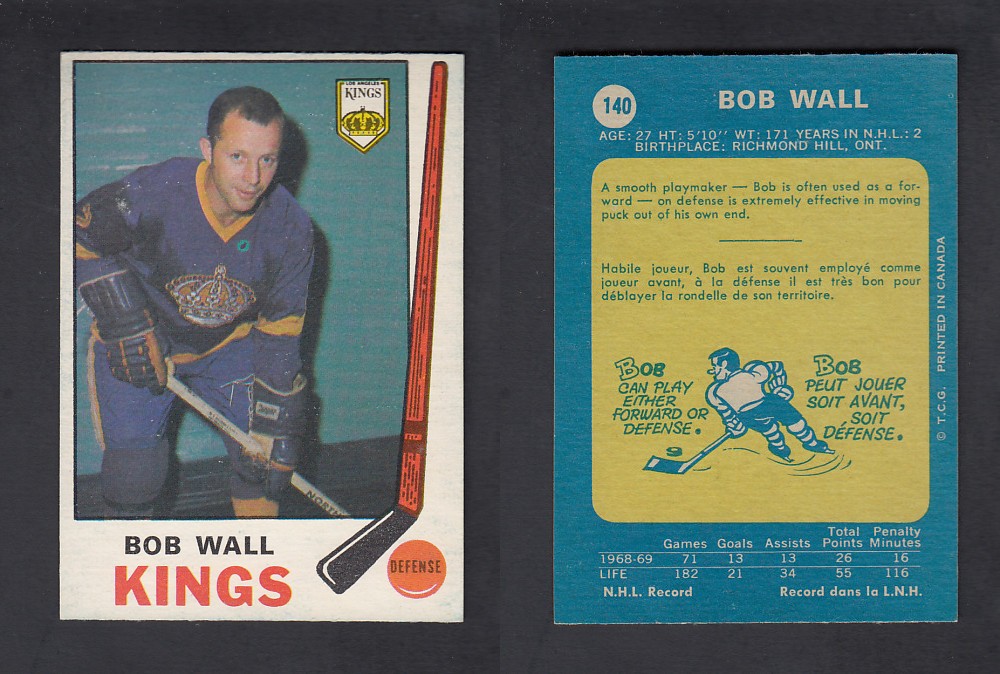 LOS ANGELES
KINGS
BOB WALL
KINGS
DEFENSE
140
BOB WALL
AGE: 27 HT: 5'10'' WT: 171 YEARS IN N.H.L.: 2
BIRTHPLACE: RICHMOND HILL, ONT.
A smooth playmaker — Bob is often used as a for-
ward — on defense is extremely effective in moving
puck out of his own end.
Habile joueur, Bob est souvent employé comme
joueur avant, à la défense il est très bon pour
déblayer la rondelle de son territoire.
BOB
CAN PLAY
EITHER
FORWARD OR
DEFENSE.
BOB
PEUT JOUER
SOIT AVANT,
SOIT
DÉFENSE.
© T.C.G. PRINTED IN CANADA
Games Goals Assists Total Points Penalty Minutes
1968-69 71 13 13 26 16
LIFE 182 21 34 55 116
N.H.L. Record Record dans la L.N.H.